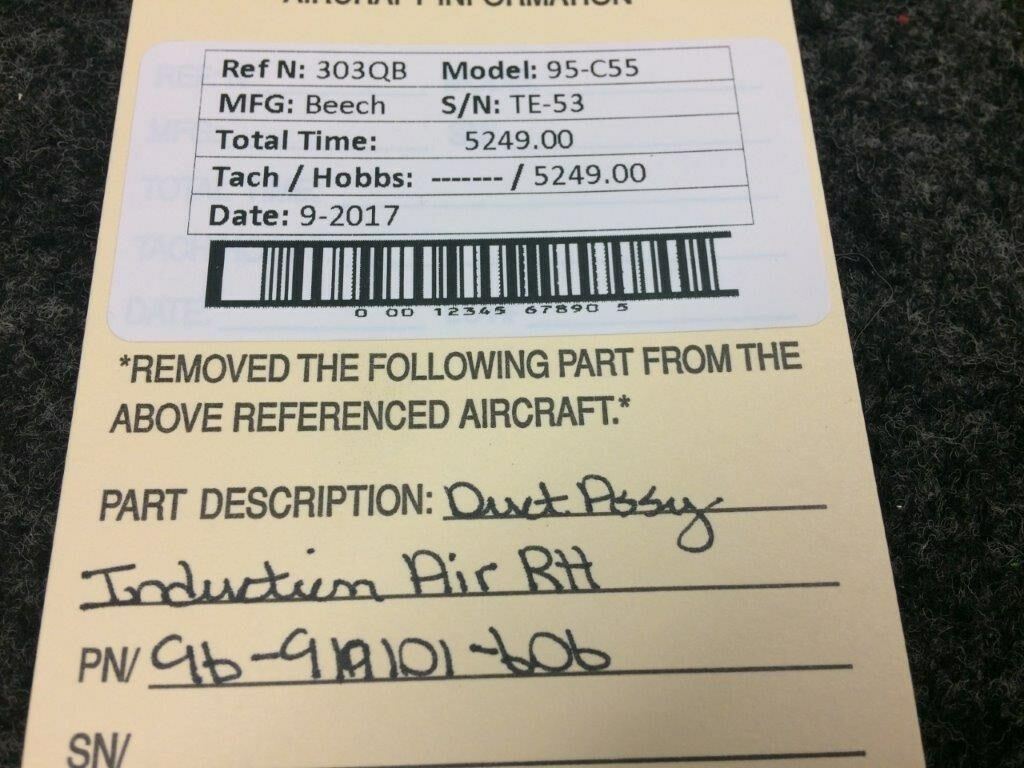 AIRCRAFT INFORMATION
Ref N: 303QB Model: 95-C55
MFG: Beech S/N: TE-53
Total Time: 5249.00
Tach / Hobbs: ------- / 5249.00
Date: 9-2017
0 00 12345 67890 5
*REMOVED THE FOLLOWING PART FROM THE
ABOVE REFERENCED AIRCRAFT.*
PART DESCRIPTION: Duct Assy
Induction Air RH
PN/ 96-910101-606
SN/